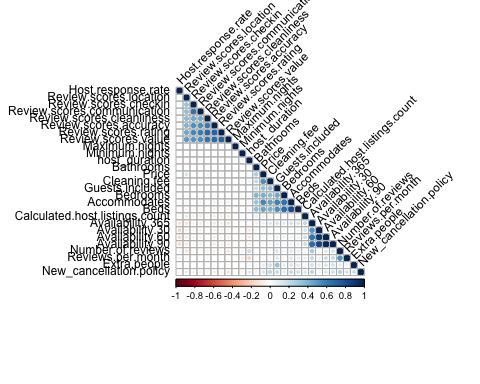 Host.response.rate
Review.scores.location
Review.scores.checkin
Review.scores.communication
Review.scores.cleanliness
Review.scores.accuracy
Review.scores.rating
Review.scores.value
Maximum.nights
Minimum.nights
host_duration
Bathrooms
Price
Cleaning.fee
Guests.included
Bedrooms
Accommodates
Beds
Calculated.host.listings.count
Availability.365
Availability.30
Availability.60
Availability.90
Number.of.reviews
Reviews.per.month
Extra.people
New_cancellation.policy
Host.response.rate
Review.scores.location
Review.scores.checkin
Review.scores.communication
Review.scores.cleanliness
Review.scores.accuracy
Review.scores.rating
Review.scores.value
Maximum.nights
Minimum.nights
host_duration
Bathrooms
Price
Cleaning.fee
Guests.included
Bedrooms
Accommodates
Beds
Calculated.host.listings.count
Availability.365
Availability.30
Availability.60
Availability.90
Number.of.reviews
Reviews.per.month
Extra.people
New_cancellation.policy
-1 -0.8 -0.6 -0.4 -0.2 0 0.2 0.4 0.6 0.8 1